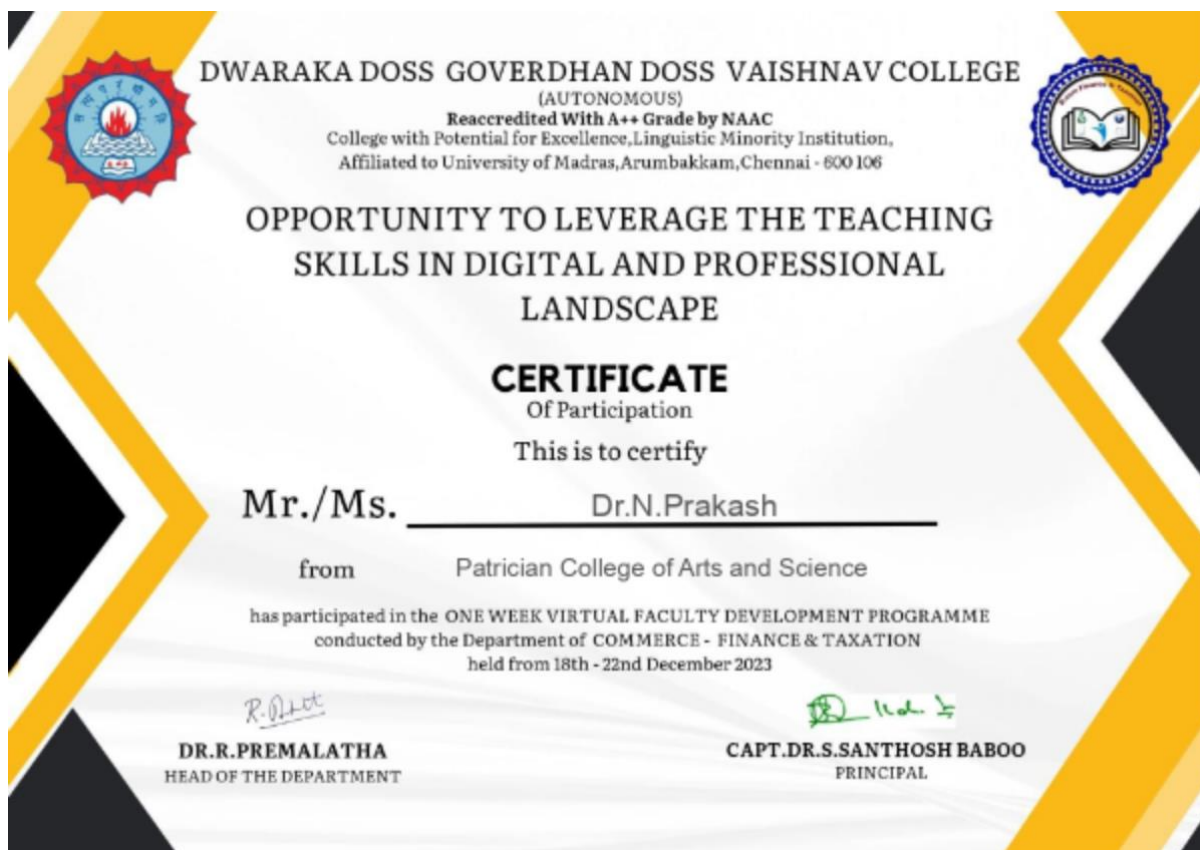 DWARAKA DOSS GOVERDHAN DOSS VAISHNAV COLLEGE
(AUTONOMOUS)
Reaccredited With A++ Grade by NAAC
College with Potential for Excellence,Linguistic Minority Institution,
Affiliated to University of Madras,Arumbakkam,Chennai - 600 106
OPPORTUNITY TO LEVERAGE THE TEACHING
SKILLS IN DIGITAL AND PROFESSIONAL
LANDSCAPE
CERTIFICATE
Of Participation
This is to certify
Mr./Ms. Dr.N.Prakash
from Patrician College of Arts and Science
has participated in the ONE WEEK VIRTUAL FACULTY DEVELOPMENT PROGRAMME
conducted by the Department of COMMERCE - FINANCE & TAXATION
held from 18th - 22nd December 2023
DR.R.PREMALATHA
HEAD OF THE DEPARTMENT
CAPT.DR.S.SANTHOSH BABOO
PRINCIPAL